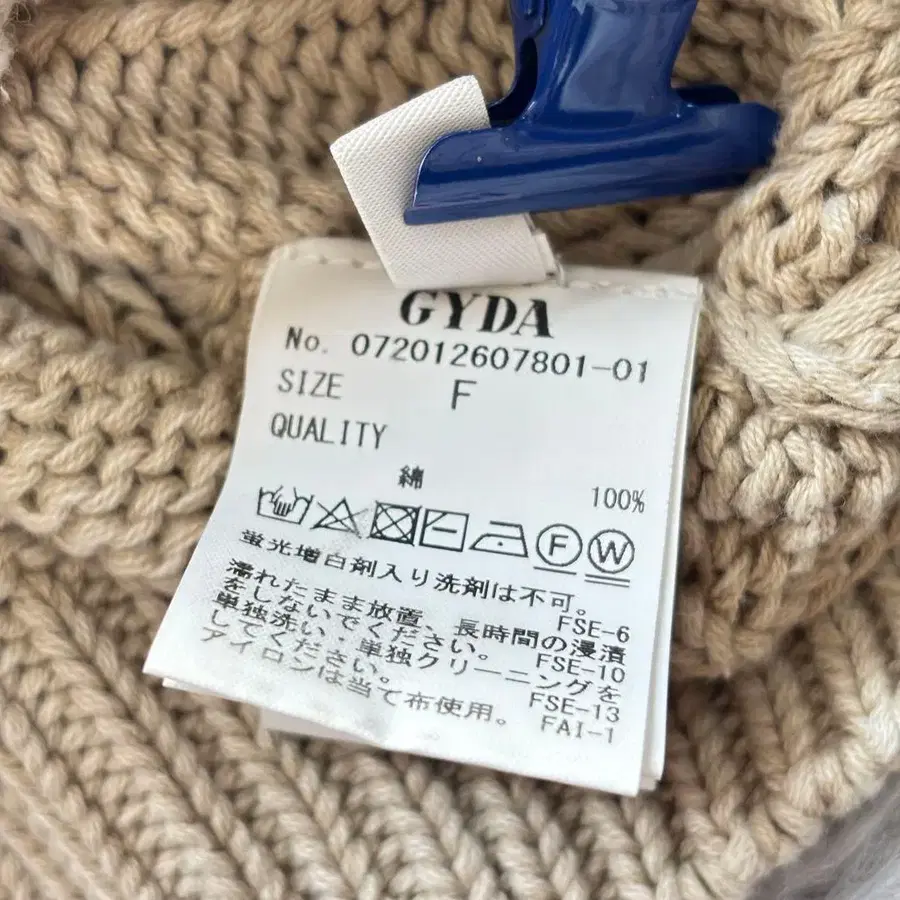 GYDA
No. 072012607801-01
SIZE F
QUALITY
綿 100%
F W
蛍光増白剤入り洗剤は不可。
FSE-6
濡れたまま放置、長時間の浸漬
をしないでください。 FSE-10
単独洗い・単独クリーニングを
してください。 FSE-13
アイロンは当て布使用。 FAI-1